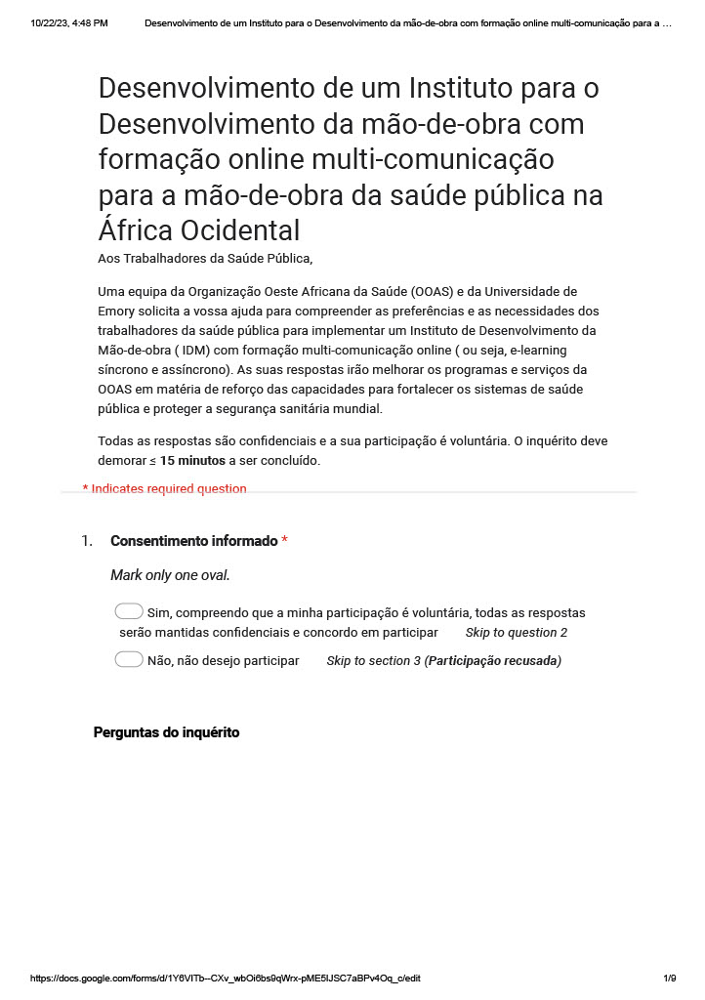 10/22/23, 4:48 PM Desenvolvimento de um Instituto para o Desenvolvimento da mão-de-obra com formação online multi-comunicação para a …
Desenvolvimento de um Instituto para o
Desenvolvimento da mão-de-obra com
formação online multi-comunicação
para a mão-de-obra da saúde pública na
África Ocidental
Aos Trabalhadores da Saúde Pública,
Uma equipa da Organização Oeste Africana da Saúde (OOAS) e da Universidade de
Emory solicita a vossa ajuda para compreender as preferências e as necessidades dos
trabalhadores da saúde pública para implementar um Instituto de Desenvolvimento da
Mão-de-obra ( IDM) com formação multi-comunicação online ( ou seja, e-learning
síncrono e assíncrono). As suas respostas irão melhorar os programas e serviços da
OOAS em matéria de reforço das capacidades para fortalecer os sistemas de saúde
pública e proteger a segurança sanitária mundial.
Todas as respostas são confidenciais e a sua participação é voluntária. O inquérito deve
demorar ≤ 15 minutos a ser concluído.
* Indicates required question
1. Consentimento informado *
Mark only one oval.
Sim, compreendo que a minha participação é voluntária, todas as respostas
serão mantidas confidenciais e concordo em participar Skip to question 2
Não, não desejo participar Skip to section 3 (Participação recusada)
Perguntas do inquérito
https://docs.google.com/forms/d/1Y6VITb--CXv_wbOi6bs9qWrx-pME5IJSC7aBPv4Oq_c/edit 1/9